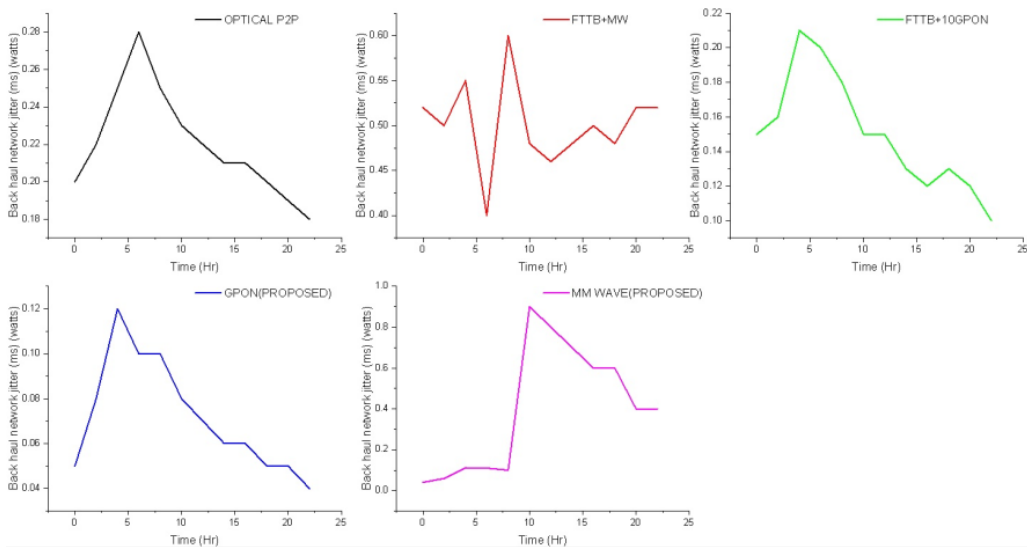 OPTICAL P2P
Back haul network jitter (ms) (watts)
0.28
0.26
0.24
0.22
0.20
0.18
0 5 10 15 20 25
Time (Hr)
FTTB+MW
Back haul network jitter (ms) (watts)
0.60
0.55
0.50
0.45
0.40
0 5 10 15 20 25
Time (Hr)
FTTB+10GPON
Back haul network jitter (ms) (watts)
0.22
0.20
0.18
0.16
0.14
0.12
0.10
0 5 10 15 20 25
Time (Hr)
GPON(PROPOSED)
Back haul network jitter (ms) (watts)
0.12
0.10
0.08
0.06
0.04
0 5 10 15 20 25
Time (Hr)
MM WAVE(PROPOSED)
Back haul network jitter (ms) (watts)
1.0
0.8
0.6
0.4
0.2
0.0
0 5 10 15 20 25
Time (Hr)